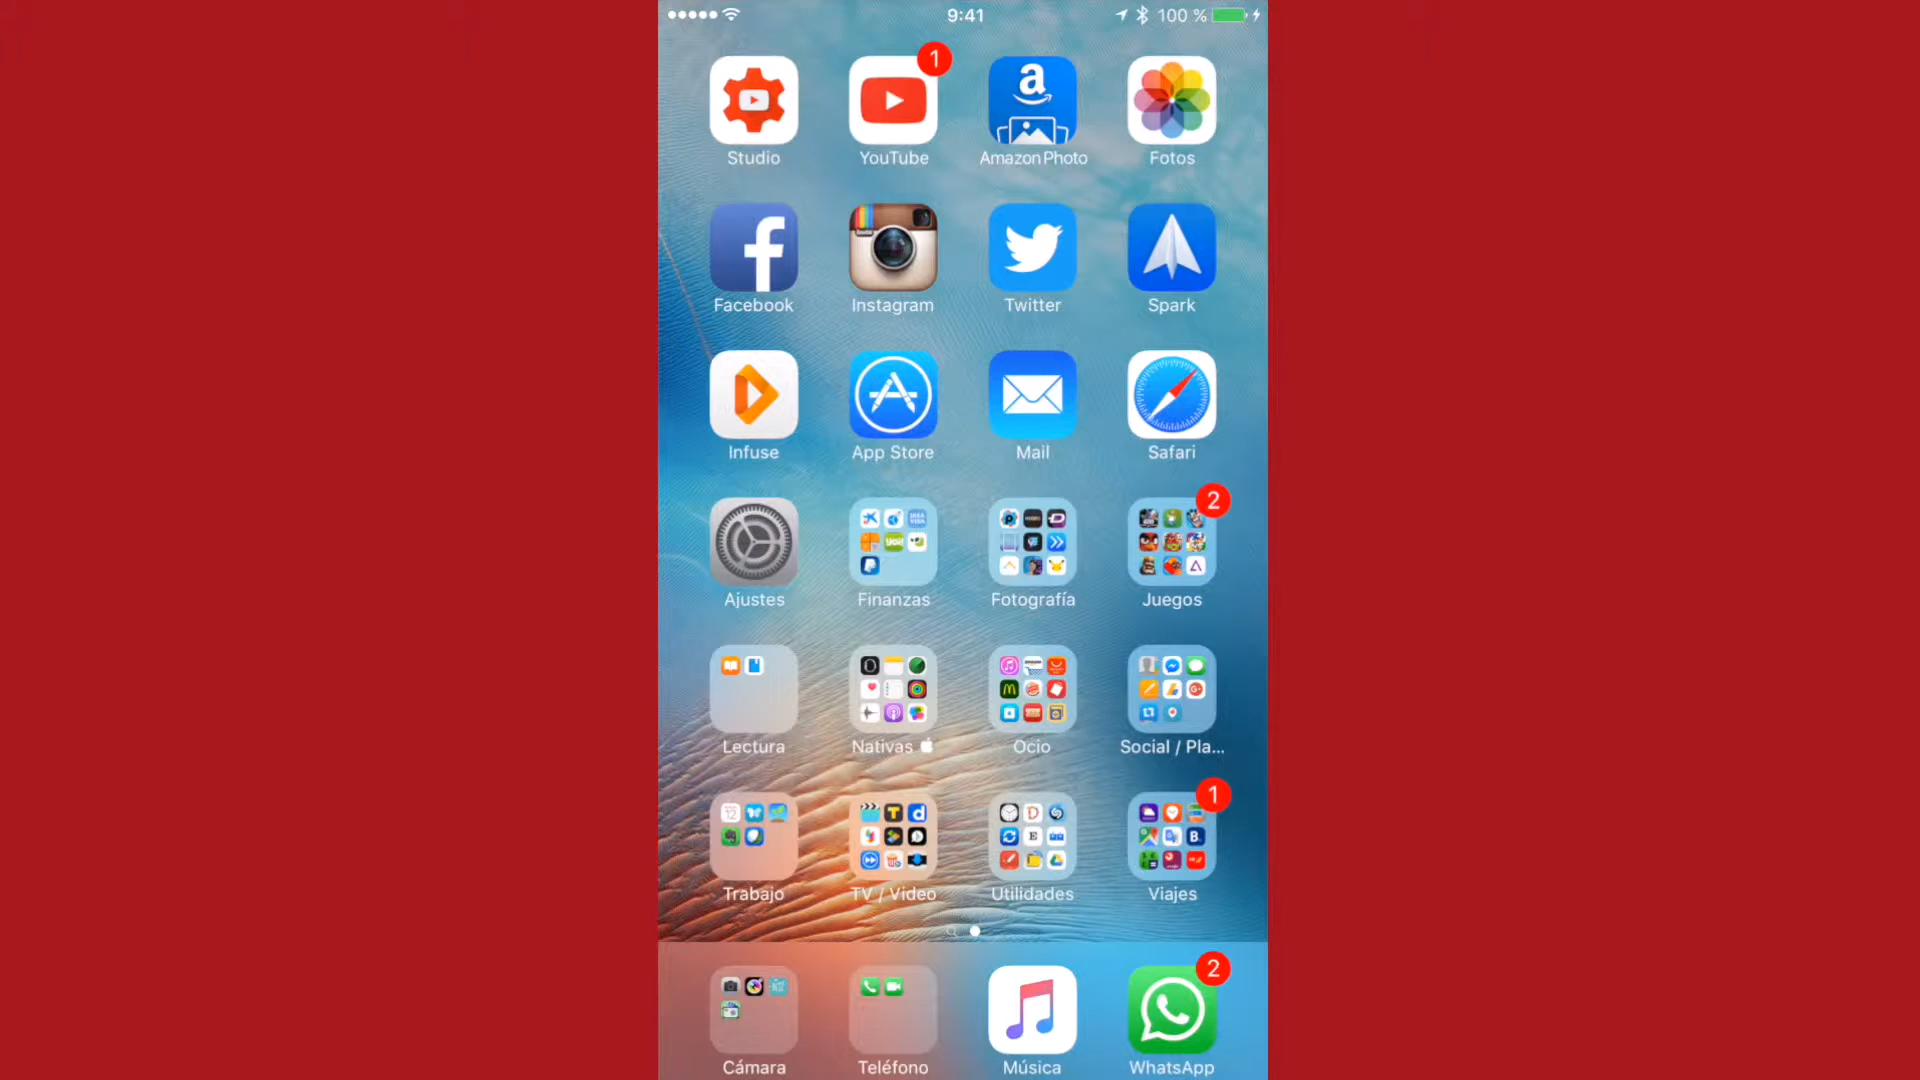 9:41 100 %
1
Studio YouTube Amazon Photo Fotos
Facebook Instagram Twitter Spark
Infuse App Store Mail Safari
2
Ajustes Finanzas Fotografía Juegos
Lectura Nativas Ocio Social / Pla...
1
Trabajo TV / Video Utilidades Viajes
2
Cámara Teléfono Música WhatsApp